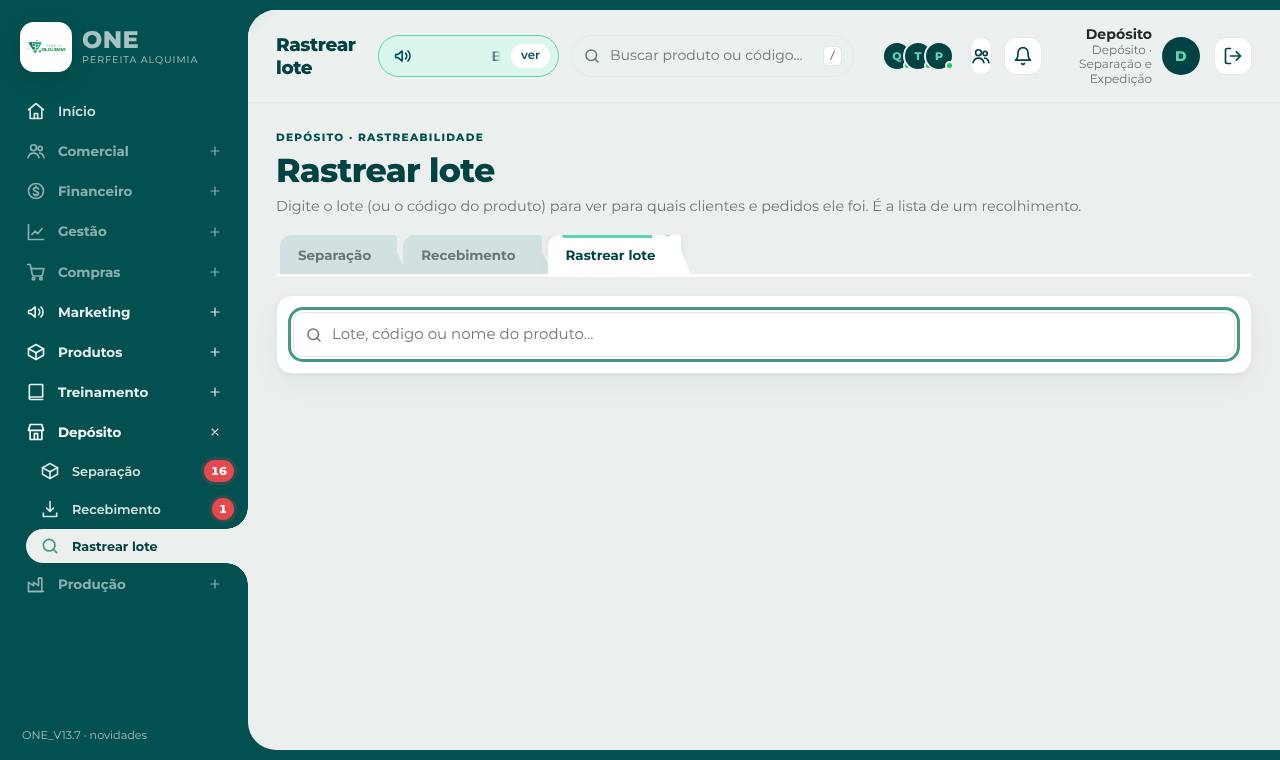 ONE
PERFEITA ALQUIMIA
Início
Comercial
Financeiro
Gestão
Compras
Marketing
Produtos
Treinamento
Depósito
Separação 16
Recebimento 1
Rastrear lote
Produção
ONE_V13.7 · novidades
Rastrear
lote
ver
Buscar produto ou código... /
Q T P
Depósito
Depósito ·
Separação e
Expedição
D
DEPÓSITO · RASTREABILIDADE
Rastrear lote
Digite o lote (ou o código do produto) para ver para quais clientes e pedidos ele foi. É a lista de um recolhimento.
Separação Recebimento Rastrear lote
Lote, código ou nome do produto...